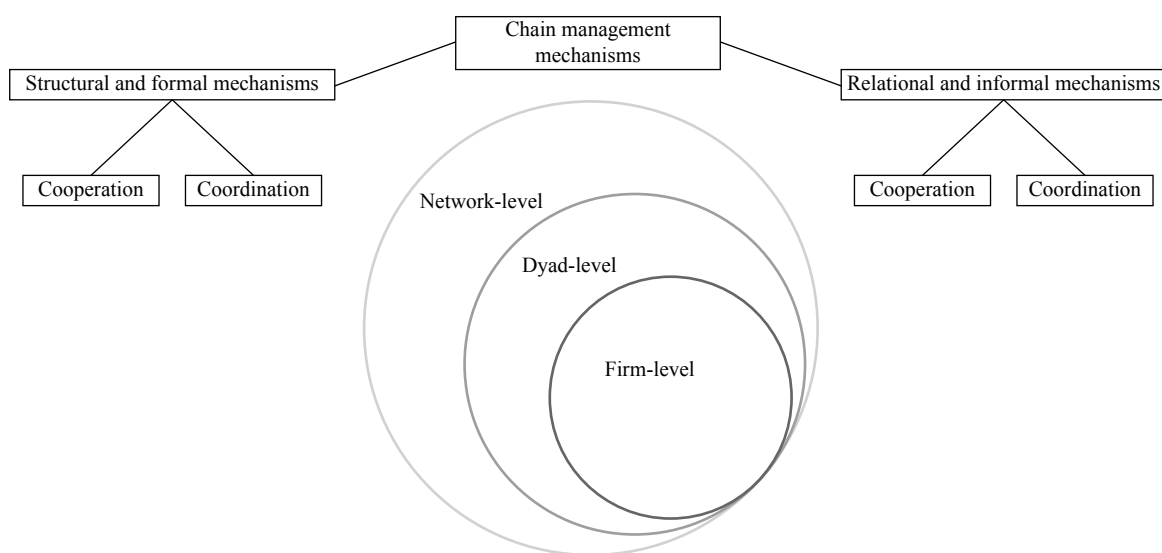 Chain management
mechanisms
Structural and formal mechanisms
Relational and informal mechanisms
Cooperation
Coordination
Cooperation
Coordination
Network-level
Dyad-level
Firm-level